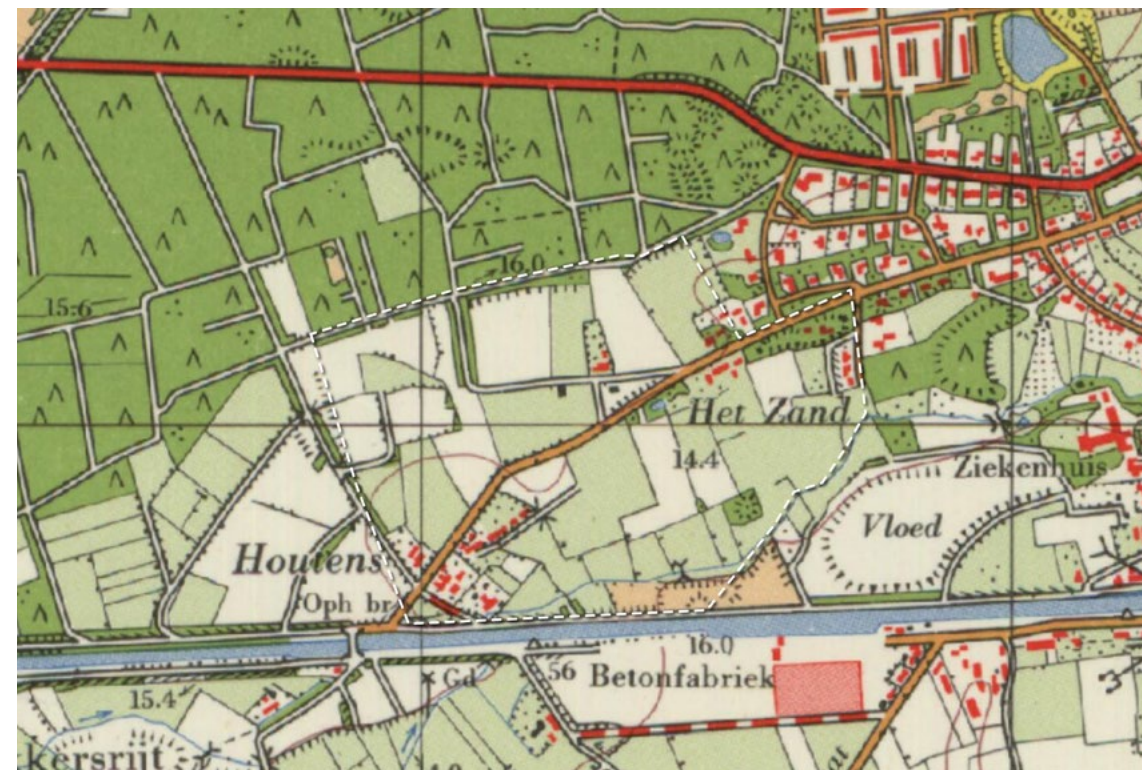 16.0
15.6
Het Zand
14.4
Ziekenhuis
Vloed
Houtens
Oph br.
16.0
56
Betonfabriek
Gd
15.4
kersrijt